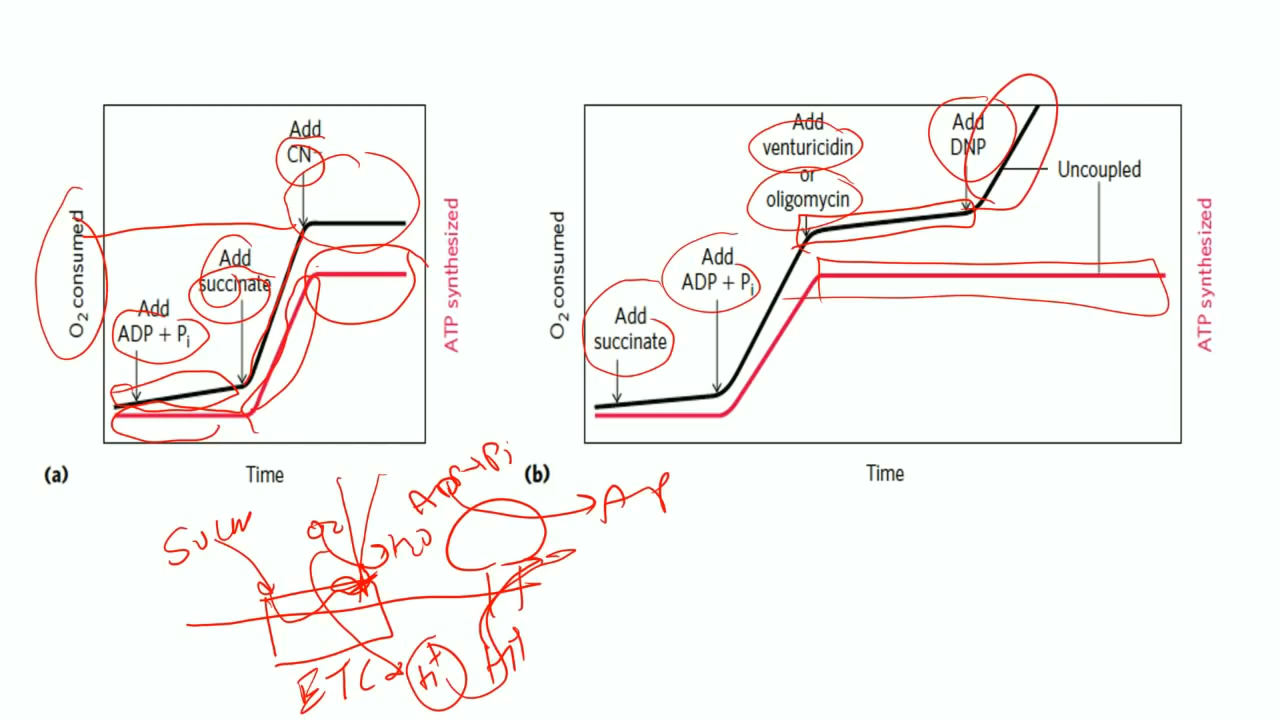 Add
CN⁻
Add
succinate
Add
ADP + Pi
O2 consumed
ATP synthesized
(a)
Time
Add
venturicidin
or
oligomycin
Add
DNP
Uncoupled
Add
ADP + Pi
Add
succinate
O2 consumed
ATP synthesized
(b)
Time
ADP+Pi
O2
H2O
ETC
H+